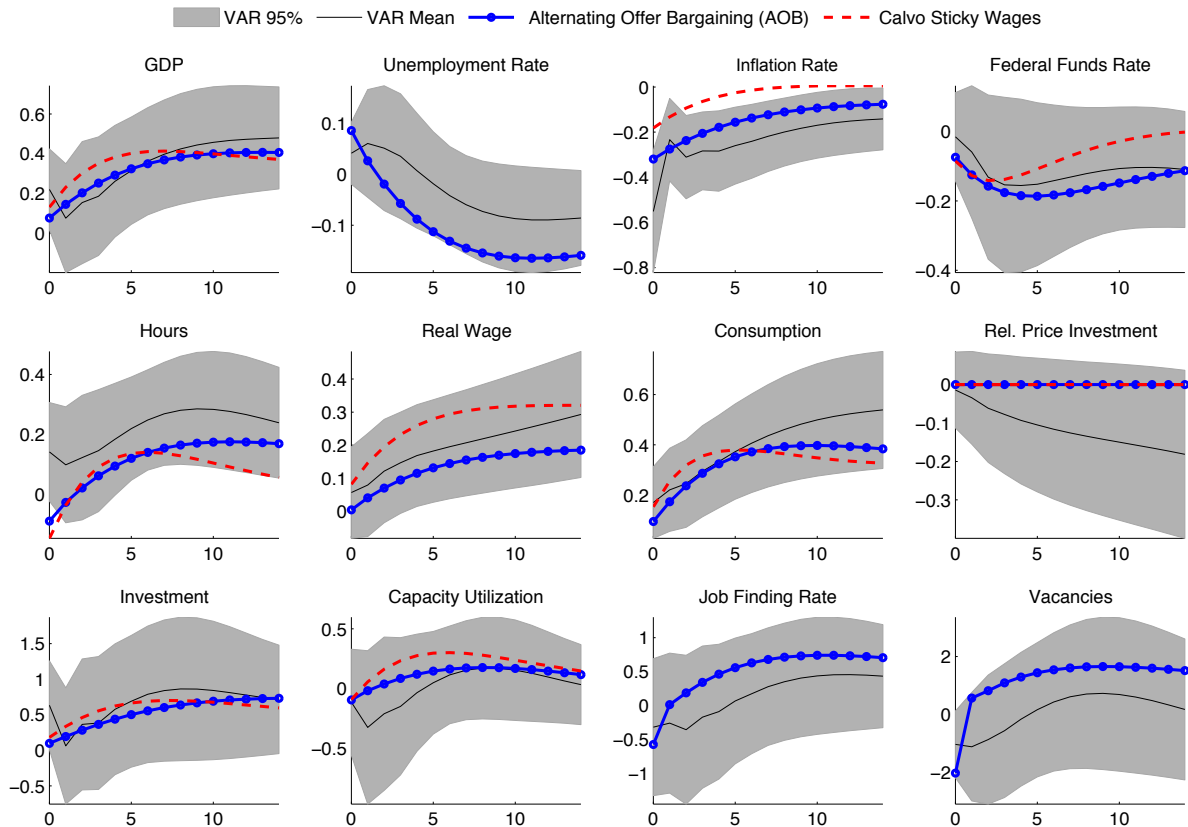 VAR 95% VAR Mean Alternating Offer Bargaining (AOB) Calvo Sticky Wages
GDP Unemployment Rate Inflation Rate Federal Funds Rate
0.6
0.4
0.2
0
0 5 10
0.1
0
−0.1
0 5 10
0
−0.2
−0.4
−0.6
−0.8
0 5 10
0
−0.2
−0.4
0 5 10
Hours Real Wage Consumption Rel. Price Investment
0.4
0.2
0
0 5 10
0.4
0.3
0.2
0.1
0
0 5 10
0.6
0.4
0.2
0 5 10
0
−0.1
−0.2
−0.3
0 5 10
Investment Capacity Utilization Job Finding Rate Vacancies
1.5
1
0.5
0
−0.5
0 5 10
0.5
0
−0.5
0 5 10
1
0.5
0
−0.5
−1
0 5 10
2
0
−2
0 5 10